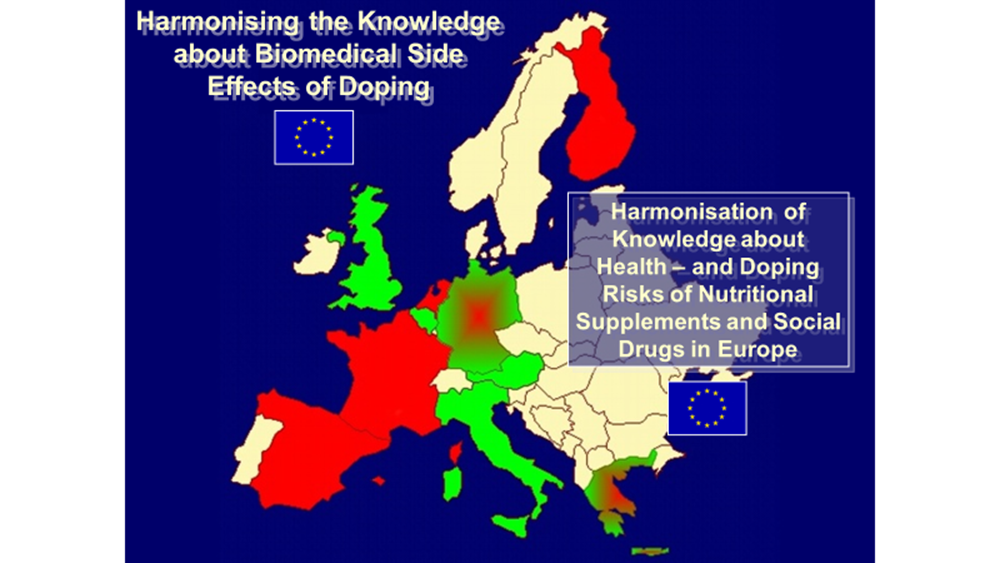 Harmonising the Knowledge
about Biomedical Side
Effects of Doping
Harmonisation of
Knowledge about
Health – and Doping
Risks of Nutritional
Supplements and Social
Drugs in Europe